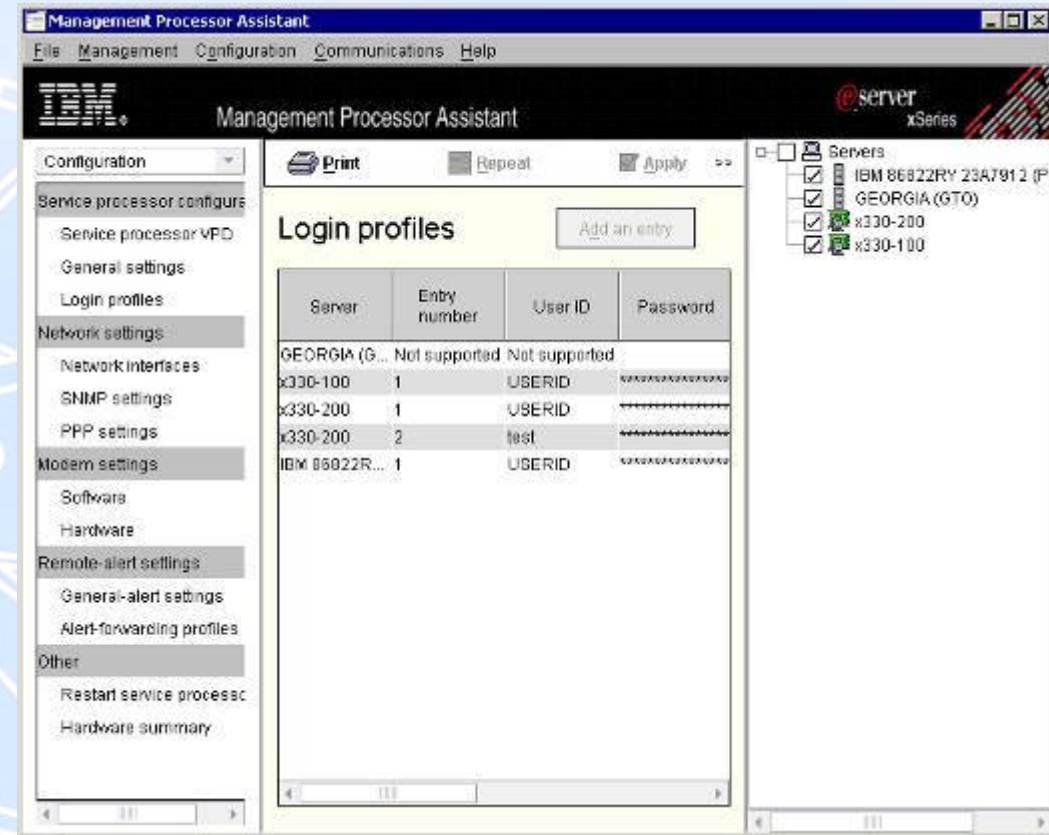 Management Processor Assistant
File Management Configuration Communications Help
IBM.
Management Processor Assistant
eserver
xSeries
Configuration
Service processor configura
Service processor VPD
General settings
Login profiles
Network settings
Network interfaces
SNMP settings
PPP settings
Modem settings
Software
Hardware
Remote-alert settings
General-alert settings
Alert-forwarding profiles
Other
Restart service processo
Hardware summary
Print Repeat Apply >>
Login profiles
Add an entry
Server Entry number User ID Password
GEORGIA (G... Not supported Not supported
x330-100 1 USERID ****************
x330-200 1 USERID ****************
x330-200 2 test ****************
IBM 86822R... 1 USERID ****************
Servers
IBM 86822RY 23A7912 (P
GEORGIA (GTO)
x330-200
x330-100